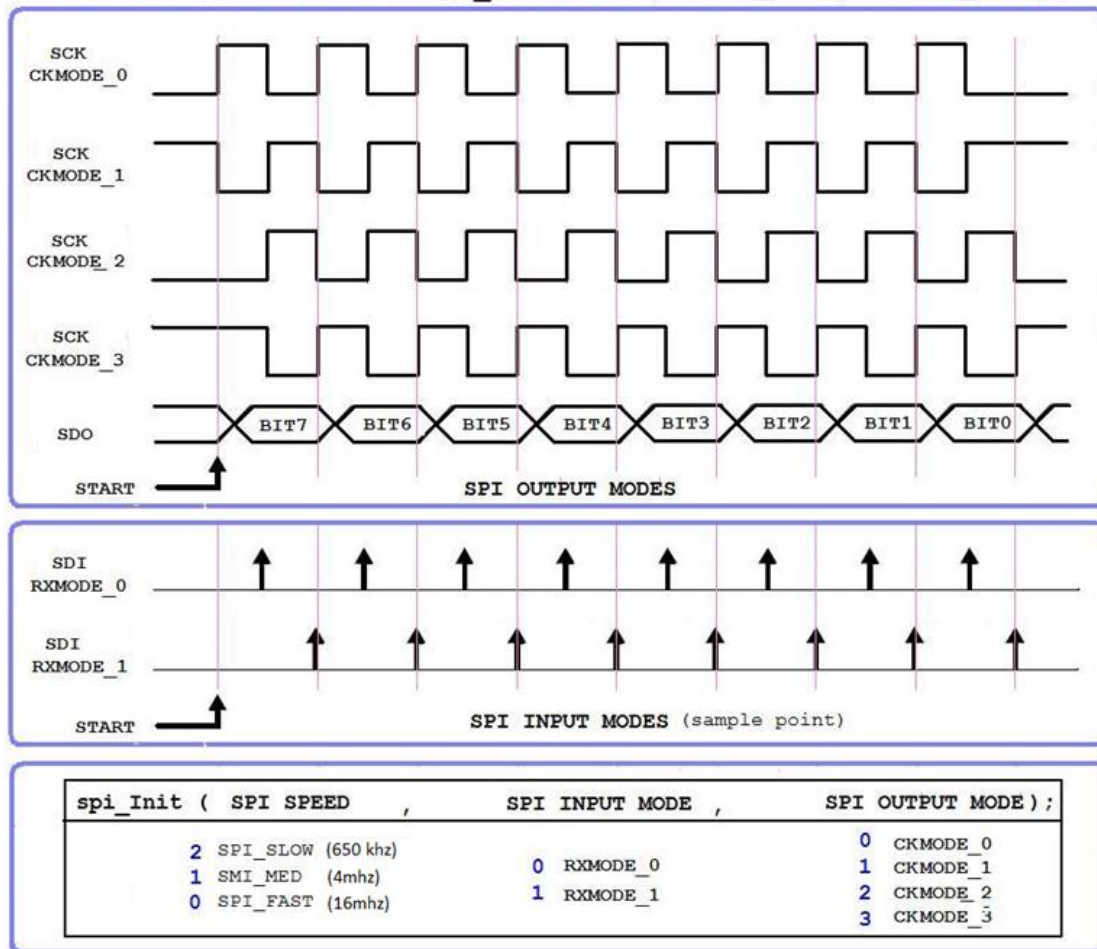 SCK
CKMODE_0
SCK
CKMODE_1
SCK
CKMODE_2
SCK
CKMODE_3
SDO BIT7 BIT6 BIT5 BIT4 BIT3 BIT2 BIT1 BIT0
START SPI OUTPUT MODES
SDI
RXMODE_0
SDI
RXMODE_1
START SPI INPUT MODES (sample point)
spi_Init ( SPI SPEED , SPI INPUT MODE , SPI OUTPUT MODE);
2 SPI_SLOW (650 khz)
1 SMI_MED (4mhz)
0 SPI_FAST (16mhz)
0 RXMODE_0
1 RXMODE_1
0 CKMODE_0
1 CKMODE_1
2 CKMODE_2
3 CKMODE_3